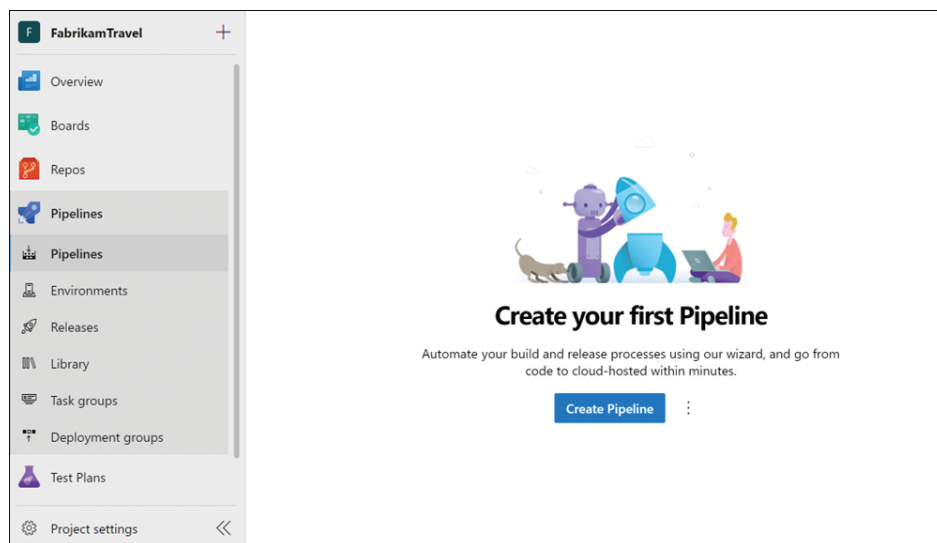 F FabrikamTravel
Overview
Boards
Repos
Pipelines
Pipelines
Environments
Releases
Library
Task groups
Deployment groups
Test Plans
Project settings
Create your first Pipeline
Automate your build and release processes using our wizard, and go from
code to cloud-hosted within minutes.
Create Pipeline